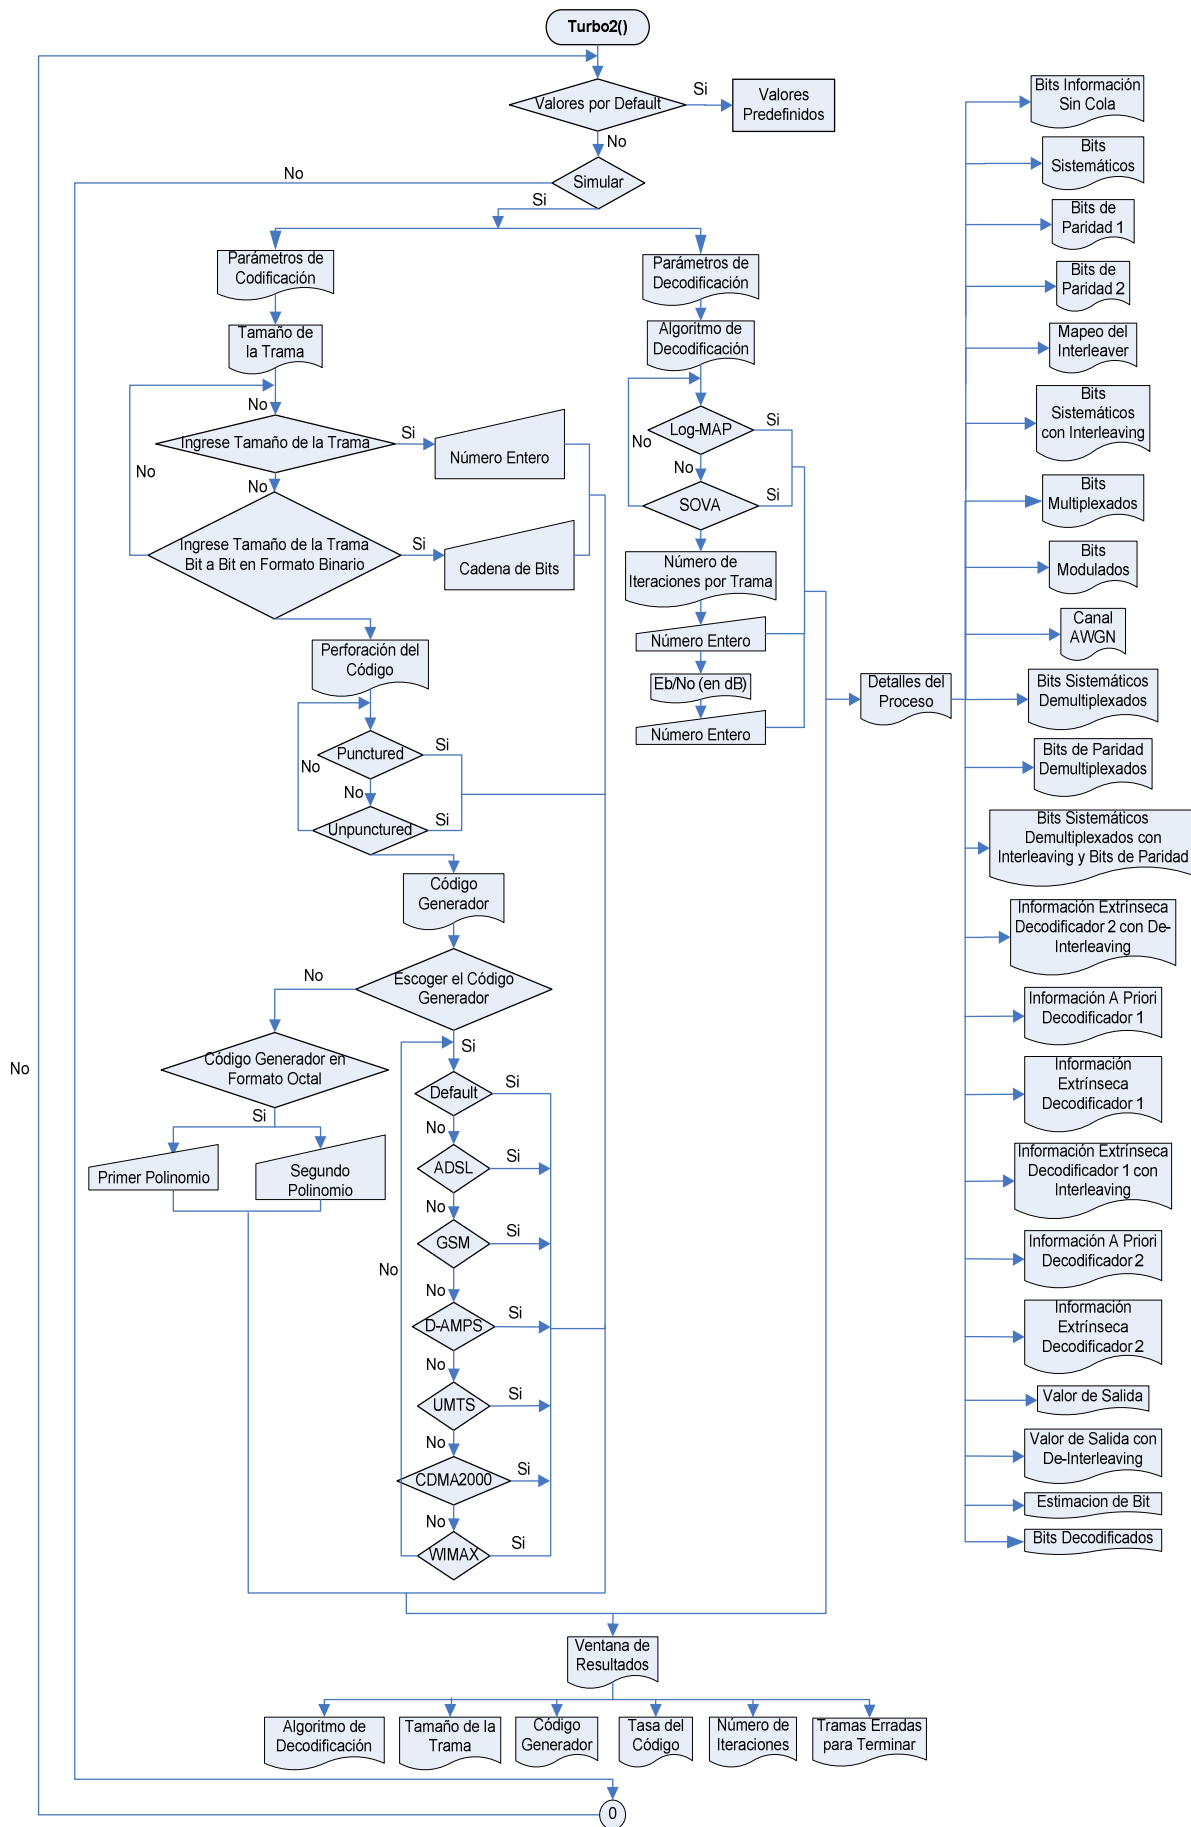 Turbo2()
Valores por Default
Si
Valores
Predefinidos
No
Simular
No
Si
Parámetros de
Codificación
Tamaño de
la Trama
No
Ingrese Tamaño de la Trama
Si
Número Entero
No
No
Ingrese Tamaño de la Trama
Bit a Bit en Formato Binario
Si
Cadena de Bits
Perforación del
Código
Punctured
Si
No
No
Unpunctured
Si
Código
Generador
Escoger el Código
Generador
No
Si
Código Generador en
Formato Octal
Si
Primer Polinomio
Segundo
Polinomio
Default
Si
No
ADSL
Si
No
GSM
Si
No
No
D-AMPS
Si
No
UMTS
Si
No
CDMA2000
Si
No
WIMAX
Si
Parámetros de
Decodificación
Algoritmo de
Decodificación
Log-MAP
Si
No
No
SOVA
Si
Número de
Iteraciones por Trama
Número Entero
Eb/No (en dB)
Número Entero
Detalles del
Proceso
Bits Información
Sin Cola
Bits
Sistemáticos
Bits de
Paridad 1
Bits de
Paridad 2
Mapeo del
Interleaver
Bits
Sistemáticos
con Interleaving
Bits
Multiplexados
Bits
Modulados
Canal
AWGN
Bits Sistemáticos
Demultiplexados
Bits de Paridad
Demultiplexados
Bits Sistemáticos
Demultiplexados con
Interleaving y Bits de Paridad
Información Extrínseca
Decodificador 2 con De-
Interleaving
Información A Priori
Decodificador 1
Información
Extrínseca
Decodificador 1
Información Extrínseca
Decodificador 1 con
Interleaving
Información A Priori
Decodificador 2
Información
Extrínseca
Decodificador 2
Valor de Salida
Valor de Salida con
De-Interleaving
Estimacion de Bit
Bits Decodificados
No
Ventana de
Resultados
Algoritmo de
Decodificación
Tamaño de la
Trama
Código
Generador
Tasa del
Código
Número de
Iteraciones
Tramas Erradas
para Terminar
0